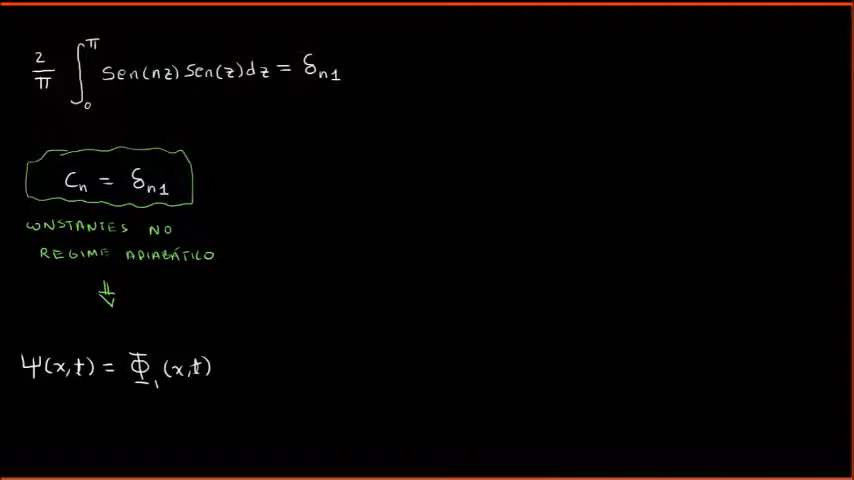 2/π ∫₀^π Sen(nz) Sen(z) dz = δₙ₁
Cₙ = δₙ₁
CONSTANTES NO
REGIME ADIABÁTICO
⇓
Ψ(x,t) = Φ₁(x,t)